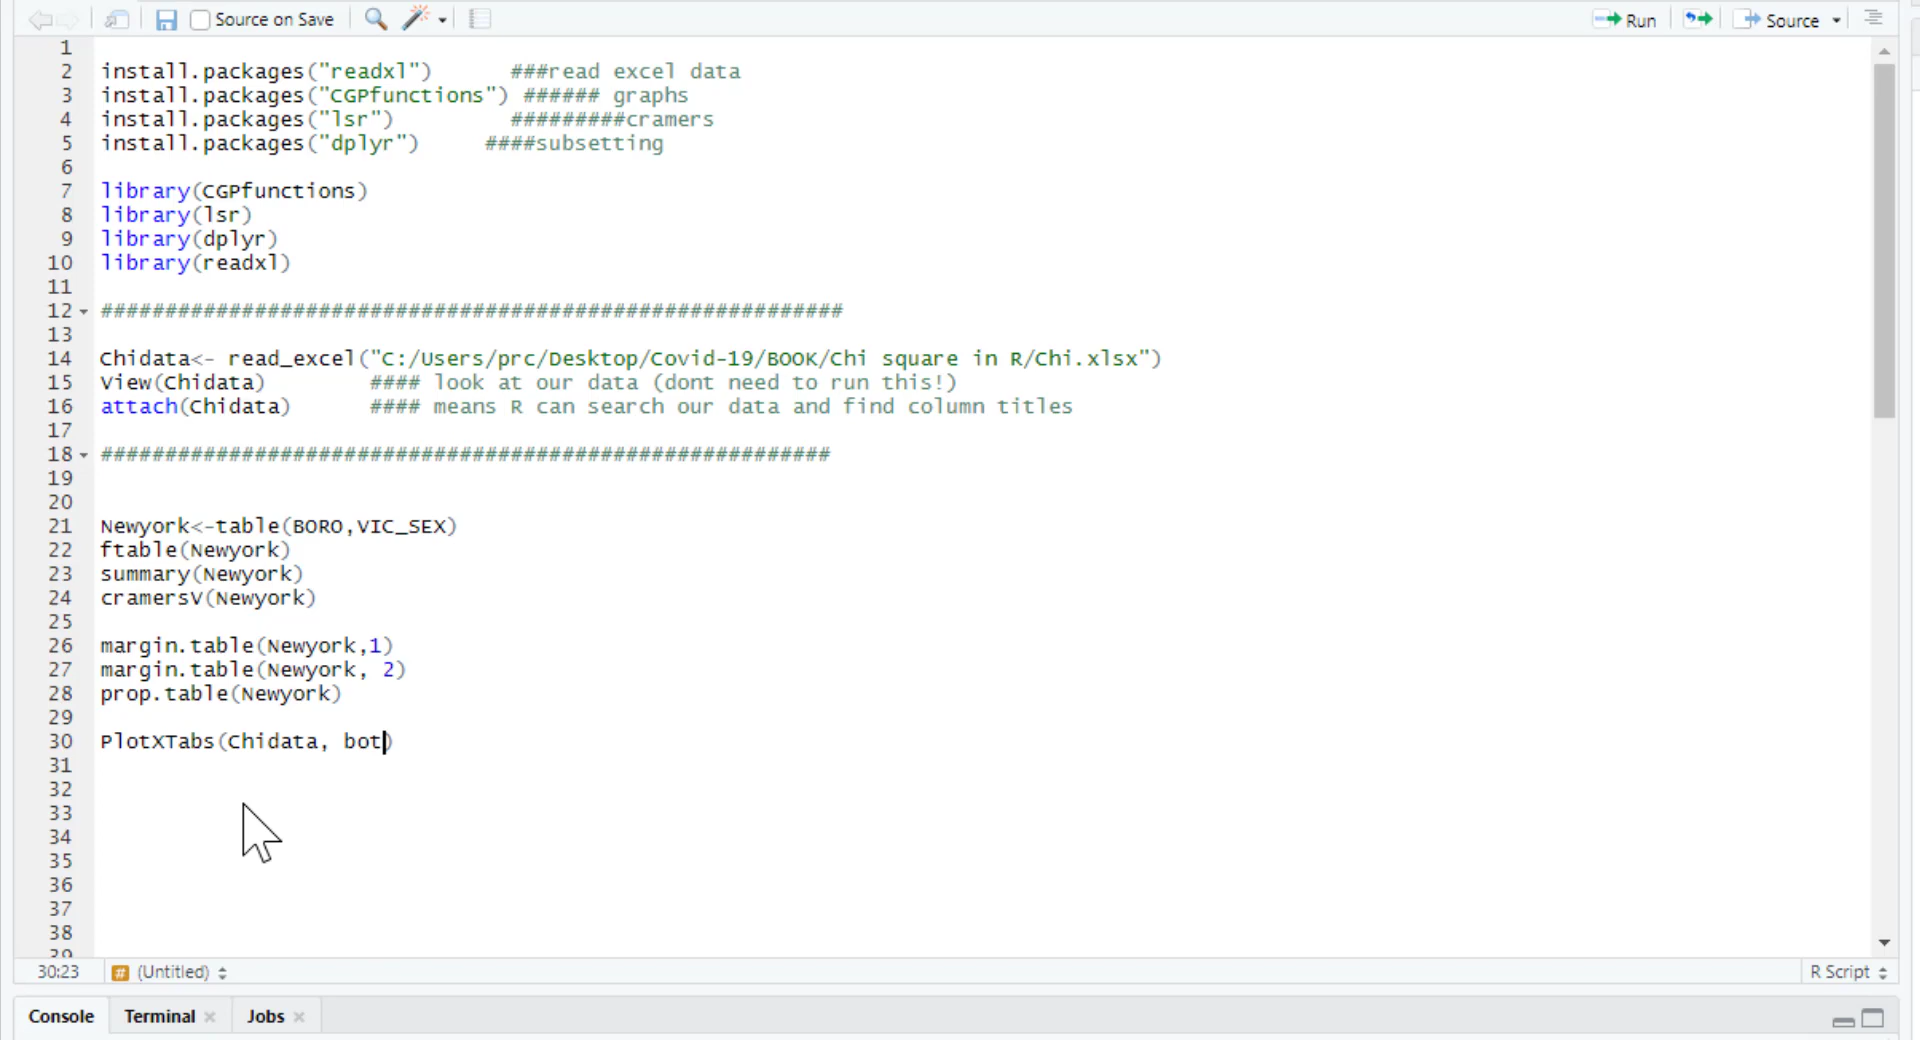 Source on Save Run Source
1
2 install.packages("readxl") ###read excel data
3 install.packages("CGPfunctions") ###### graphs
4 install.packages("lsr") #########cramers
5 install.packages("dplyr") ####subsetting
6
7 library(CGPfunctions)
8 library(lsr)
9 library(dplyr)
10 library(readxl)
11
12 ##########################################################
13
14 Chidata<- read_excel("C:/Users/prc/Desktop/Covid-19/BOOK/Chi square in R/Chi.xlsx")
15 View(Chidata) #### look at our data (dont need to run this!)
16 attach(Chidata) #### means R can search our data and find column titles
17
18 #########################################################
19
20
21 Newyork<-table(BORO,VIC_SEX)
22 ftable(Newyork)
23 summary(Newyork)
24 cramersV(Newyork)
25
26 margin.table(Newyork,1)
27 margin.table(Newyork, 2)
28 prop.table(Newyork)
29
30 PlotXTabs(Chidata, bot)
31
32
33
34
35
36
37
38
39
30:23 # (Untitled) R Script
Console Terminal Jobs